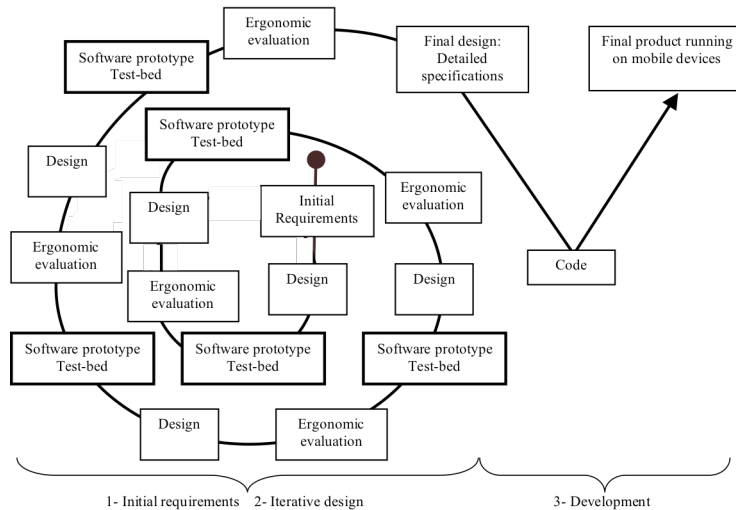 Ergonomic
evaluation
Final design:
Detailed
specifications
Final product running
on mobile devices
Software prototype
Test-bed
Software prototype
Test-bed
Design
Ergonomic
evaluation
Design
Initial
Requirements
Ergonomic
evaluation
Code
Design
Design
Ergonomic
evaluation
Software prototype
Test-bed
Software prototype
Test-bed
Software prototype
Test-bed
Design
Ergonomic
evaluation
1- Initial requirements 2- Iterative design
3- Development